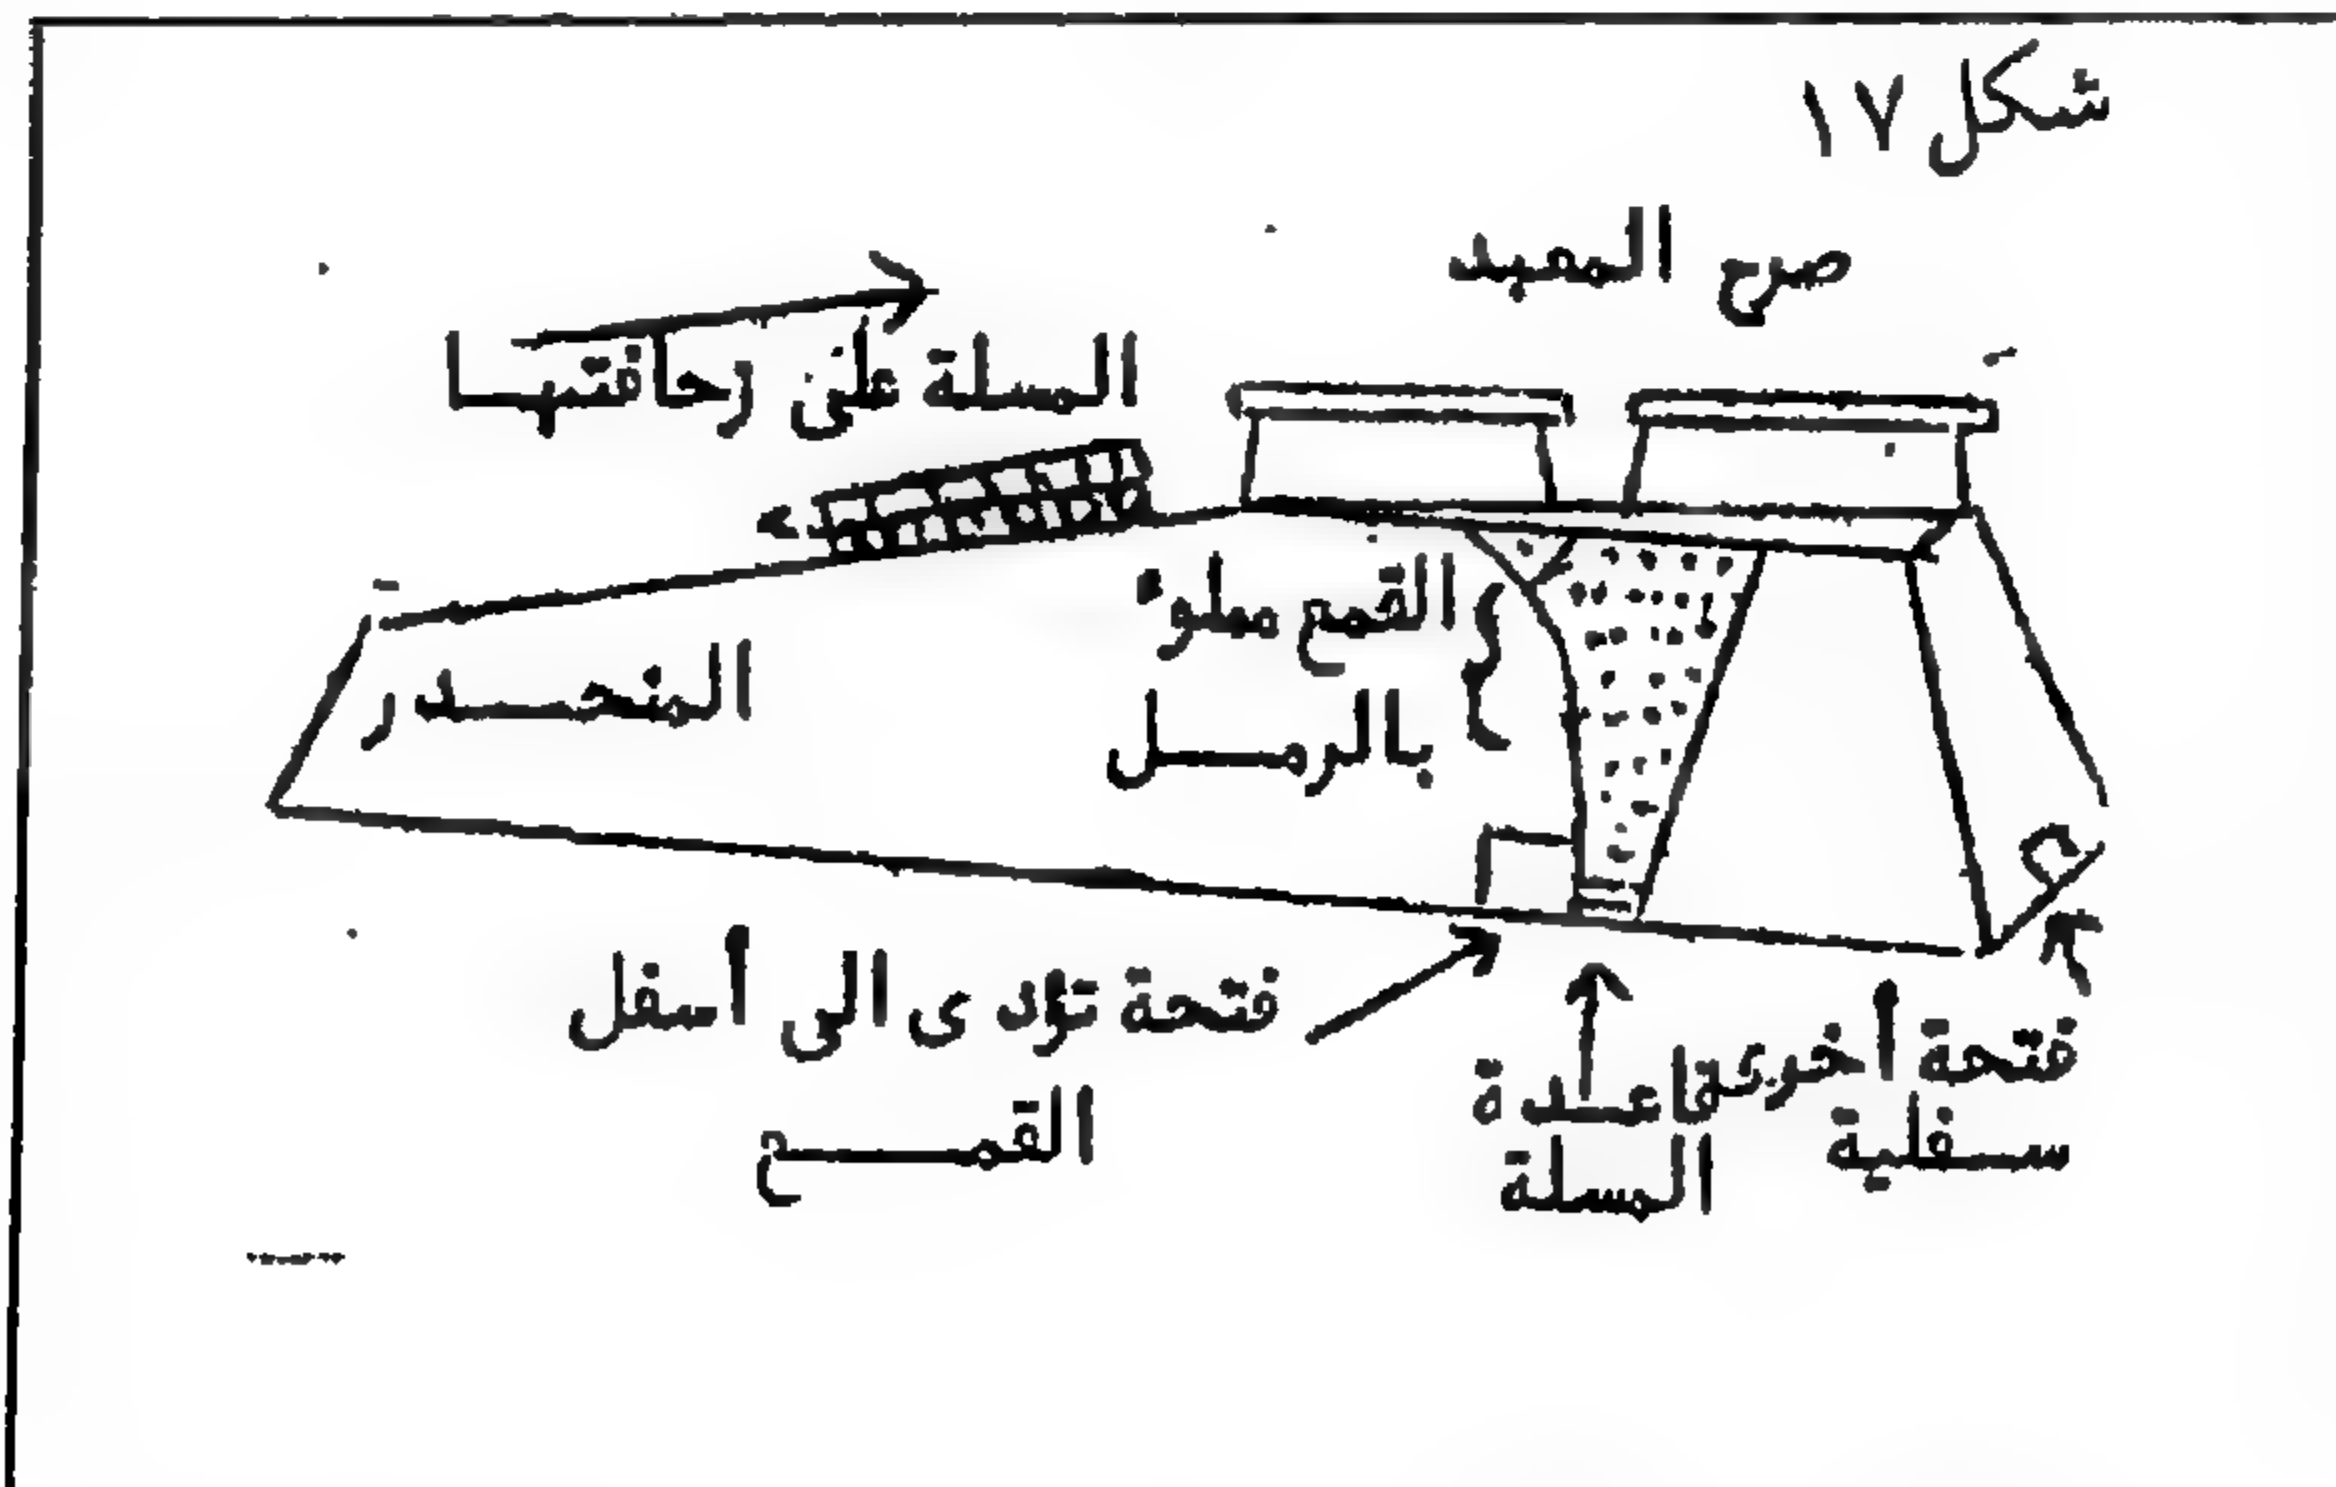 شكل ١٧
صرح المعبد
المسلة على زحافتها
القمع ملوء
بالرمل
المنحدر
فتحة تؤدى الى أسفل
القمع
قاعدة
المسلة
فتحة أخرى
سفلية